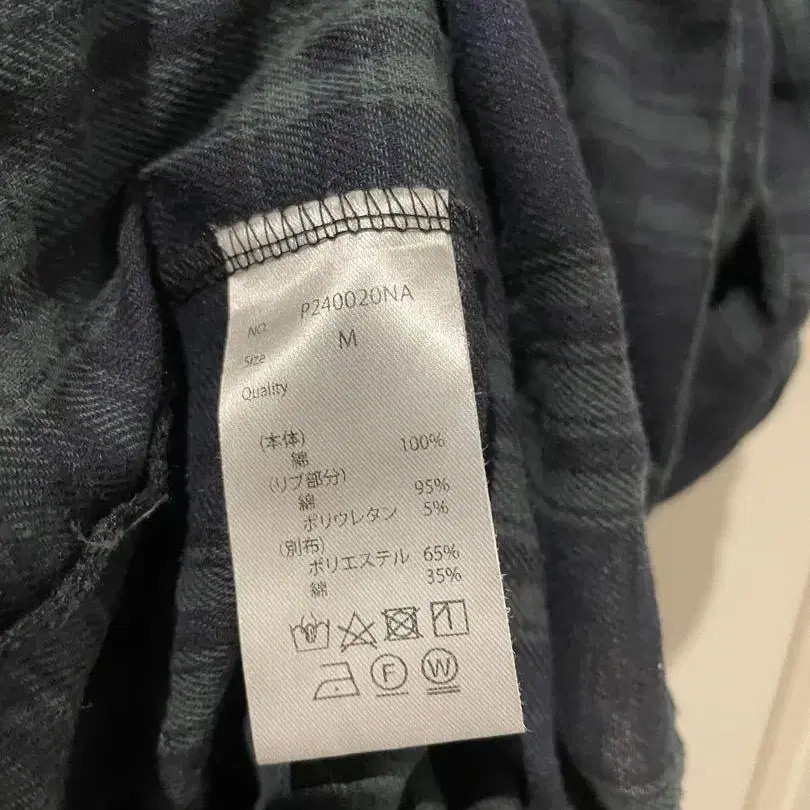 NO. P240020NA
Size M
Quality
(本体)
綿 100%
(リブ部分)
綿 95%
ポリウレタン 5%
(別布)
ポリエステル 65%
綿 35%
F W